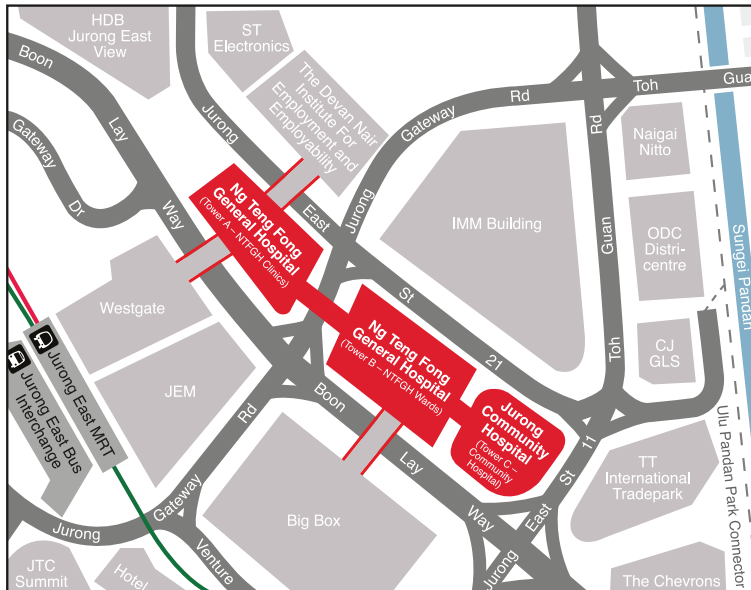 HDB
Jurong East
View
ST
Electronics
The Devan Nair
Institute For
Employment and
Employability
Boon
Lay
Way
Gateway
Dr
Jurong
East
St
21
Jurong
Gateway
Rd
Toh
Gua
Rd
Guan
Toh
Naigai
Nitto
ODC
Distri-
centre
CJ
GLS
Sungei Pandan
Ulu Pandan Park Connector
IMM Building
Ng Teng Fong
General Hospital
(Tower A – NTFGH Clinics)
Ng Teng Fong
General Hospital
(Tower B – NTFGH Wards)
Jurong
Community
Hospital
(Tower C –
Community
Hospital)
Westgate
JEM
Jurong East MRT
Jurong East Bus
Interchange
Boon
Lay
Way
Jurong
Gateway
Rd
Venture
Big Box
Jurong
East
St
11
TT
International
Tradepark
The Chevrons
JTC
Summit
Hotel